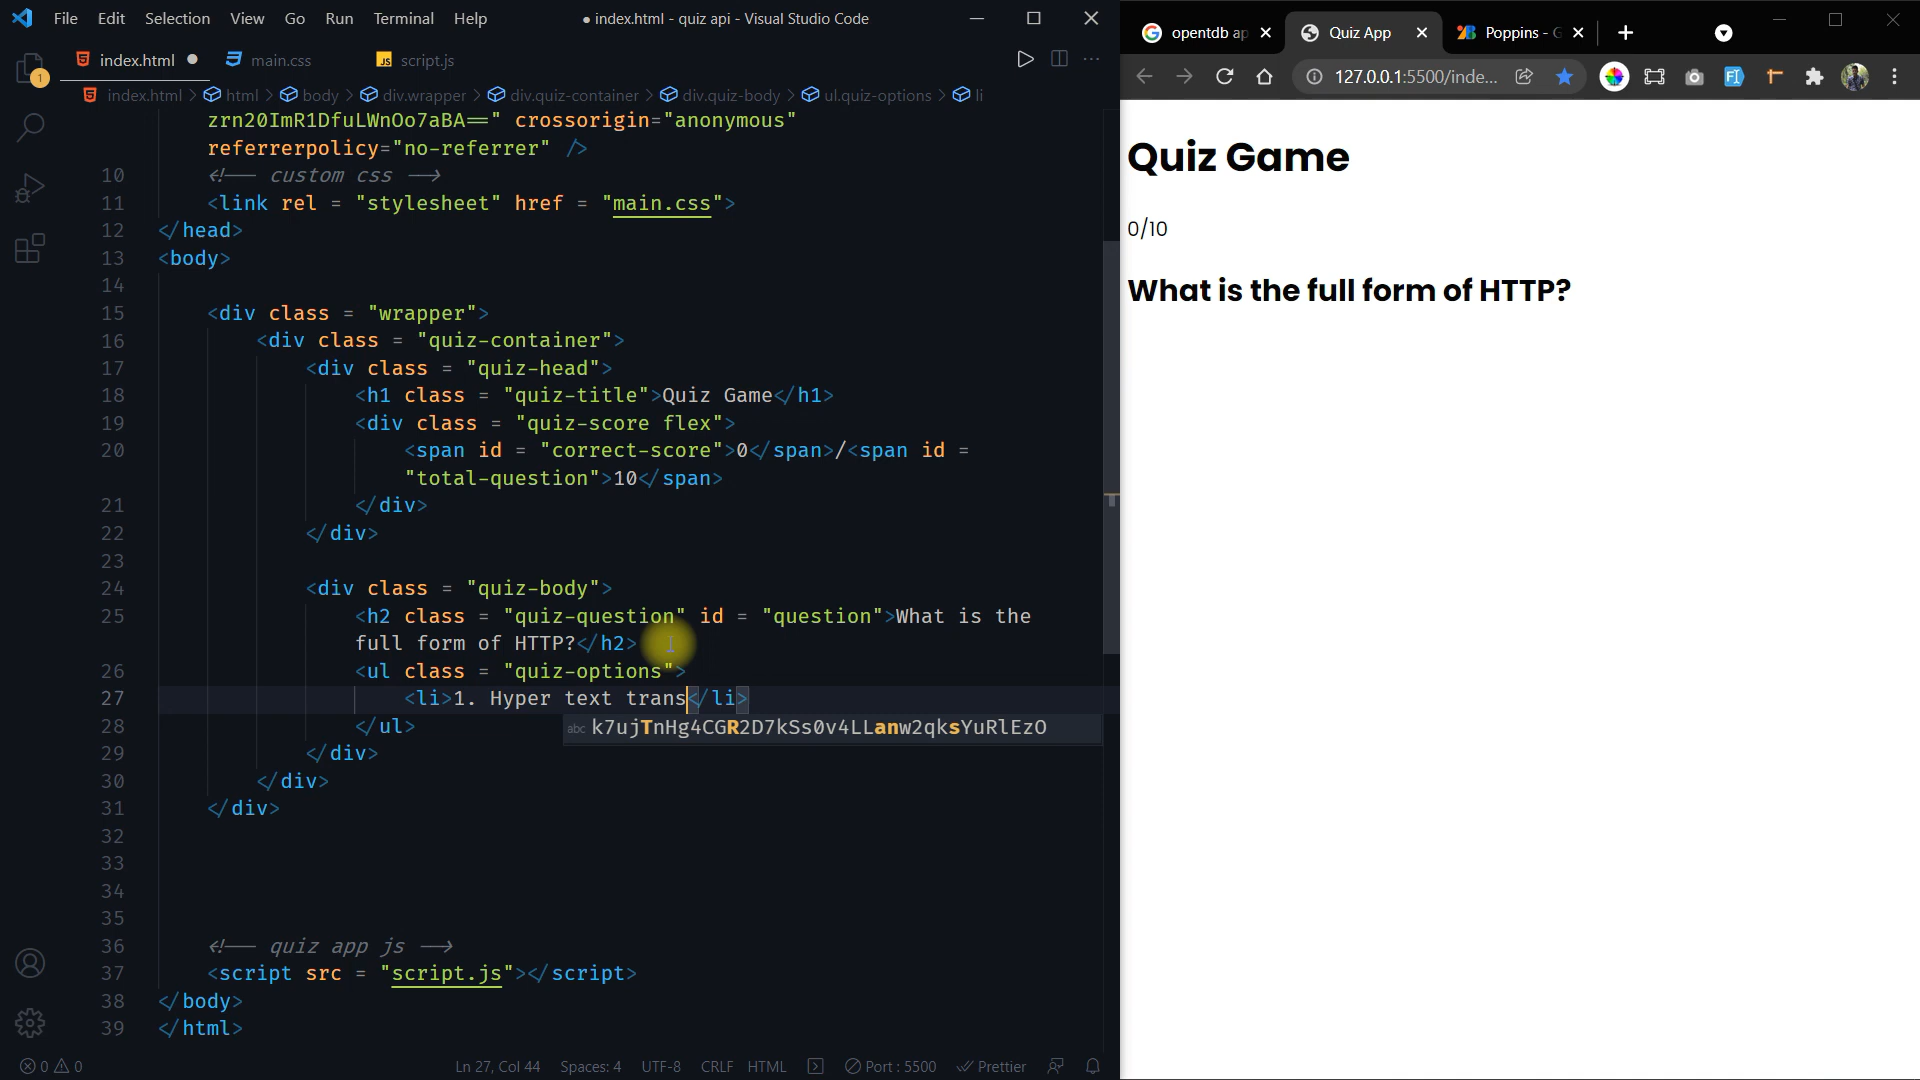 File Edit Selection View Go Run Terminal Help
● index.html - quiz api - Visual Studio Code
index.html ● main.css JS script.js
index.html > html > body > div.wrapper > div.quiz-container > div.quiz-body > ul.quiz-options > li
zrn20ImR1DfuLWnOo7aBA==" crossorigin="anonymous"
referrerpolicy="no-referrer" />
10 <!-- custom css -->
11 <link rel = "stylesheet" href = "main.css">
12 </head>
13 <body>
14
15 <div class = "wrapper">
16 <div class = "quiz-container">
17 <div class = "quiz-head">
18 <h1 class = "quiz-title">Quiz Game</h1>
19 <div class = "quiz-score flex">
20 <span id = "correct-score">0</span>/<span id =
"total-question">10</span>
21 </div>
22 </div>
23
24 <div class = "quiz-body">
25 <h2 class = "quiz-question" id = "question">What is the
full form of HTTP?</h2>
26 <ul class = "quiz-options">
27 <li>1. Hyper text trans</li>
28 </ul>
abc k7ujTnHg4CGR2D7kSs0v4LLanw2qksYuRlEzO
29 </div>
30 </div>
31 </div>
32
33
34
35
36 <!-- quiz app js -->
37 <script src = "script.js"></script>
38 </body>
39 </html>
1
0 0 Ln 27, Col 44 Spaces: 4 UTF-8 CRLF HTML Port : 5500 Prettier
opentdb ap Quiz App Poppins - G
127.0.0.1:5500/inde...
Quiz Game
0/10
What is the full form of HTTP?